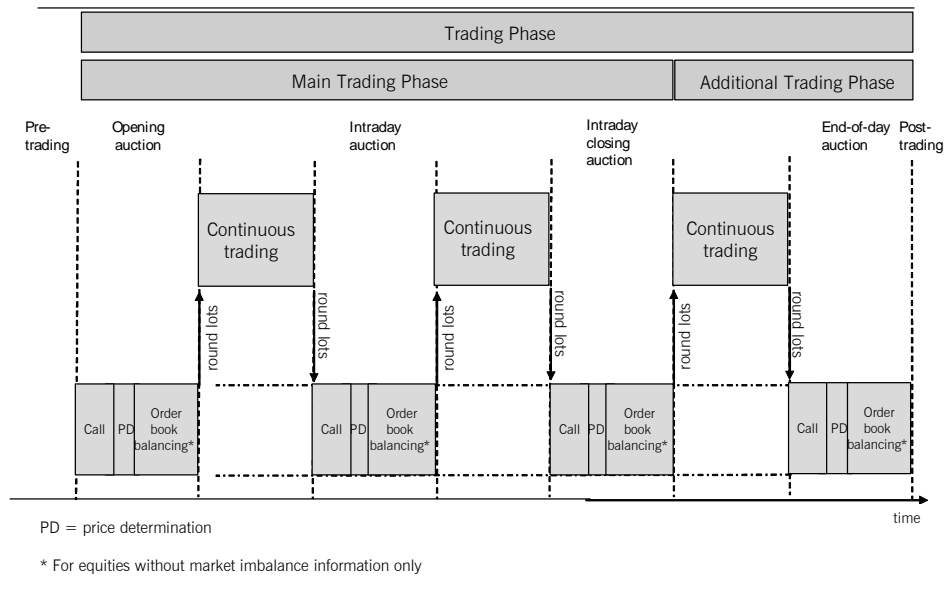 Trading Phase
Main Trading Phase
Additional Trading Phase
Pre-
trading
Opening
auction
Intraday
auction
Intraday
closing
auction
End-of-day
auction
Post-
trading
Continuous
trading
Continuous
trading
Continuous
trading
round lots
round lots
round lots
round lots
round lots
round lots
Call
PD
Order
book
balancing*
Call
PD
Order
book
balancing*
Call
PD
Order
book
balancing*
Call
PD
Order
book
balancing*
time
PD = price determination
* For equities without market imbalance information only